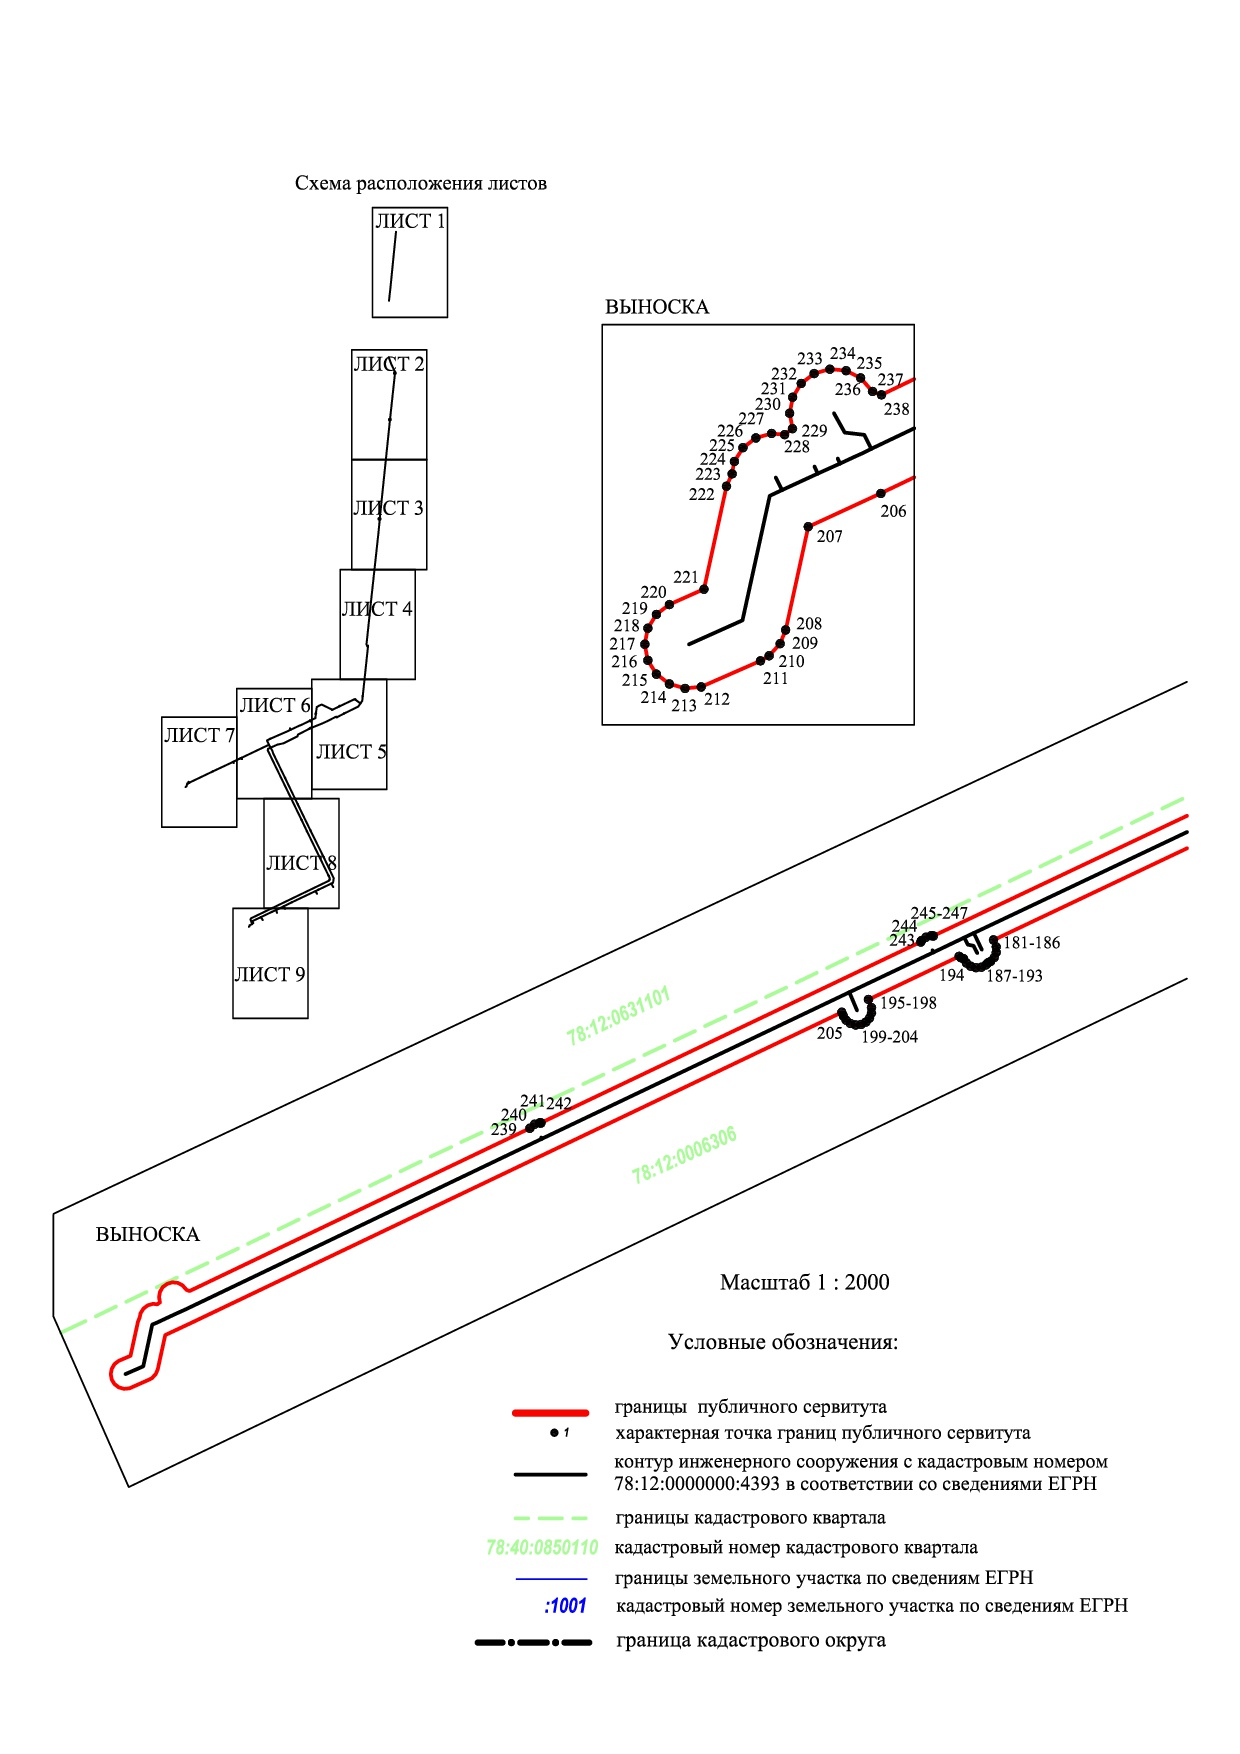 Схема расположения листов
ЛИСТ 1
ЛИСТ 2
ЛИСТ 3
ЛИСТ 4
ЛИСТ 6
ЛИСТ 7
ЛИСТ 5
ЛИСТ 8
ЛИСТ 9
ВЫНОСКА
233
234
235
232
236
237
231
230
238
227
226
229
225
228
224
223
222
206
207
221
220
219
218
217
216
215
214
213
212
208
209
210
211
245-247
244
243
181-186
194
187-193
195-198
205
199-204
78:12:0631101
241
242
240
239
78:12:0006306
ВЫНОСКА
Масштаб 1 : 2000
Условные обозначения:
границы публичного сервитута
1
характерная точка границ публичного сервитута
контур инженерного сооружения с кадастровым номером
78:12:0000000:4393 в соответствии со сведениями ЕГРН
границы кадастрового квартала
78:40:0850110 кадастровый номер кадастрового квартала
границы земельного участка по сведениям ЕГРН
:1001 кадастровый номер земельного участка по сведениям ЕГРН
граница кадастрового округа